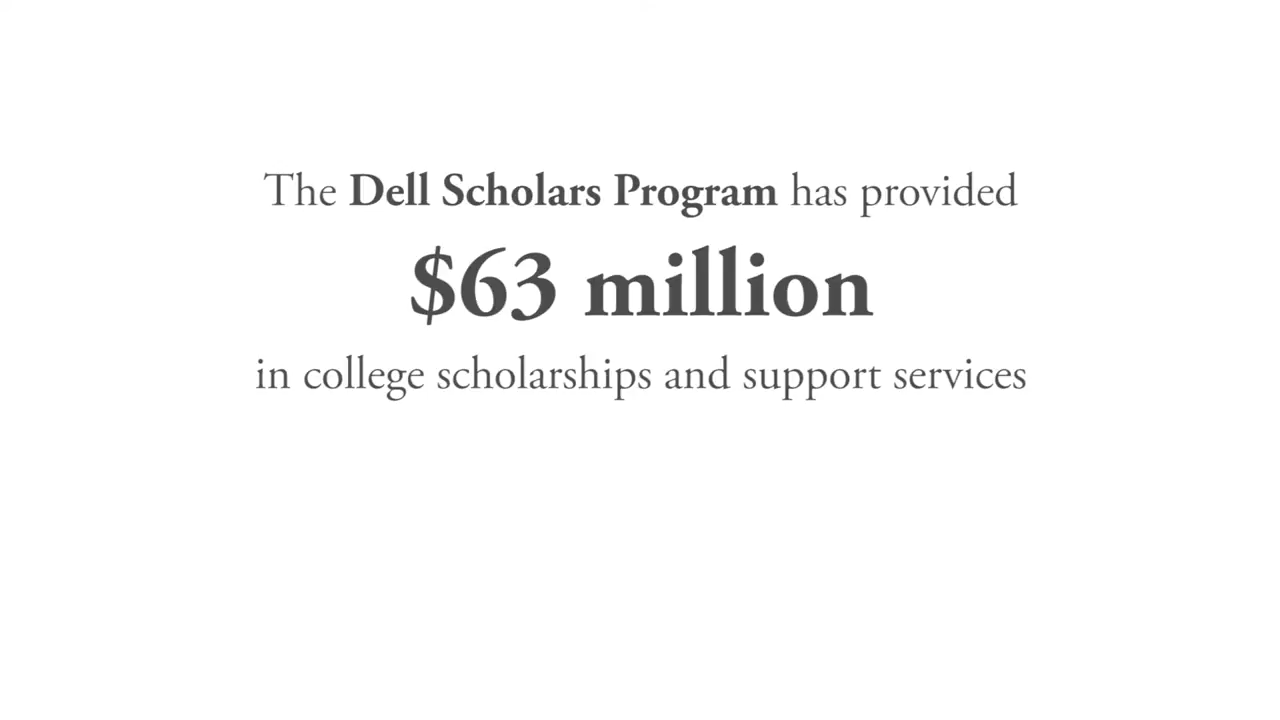 The Dell Scholars Program has provided
$63 million
in college scholarships and support services